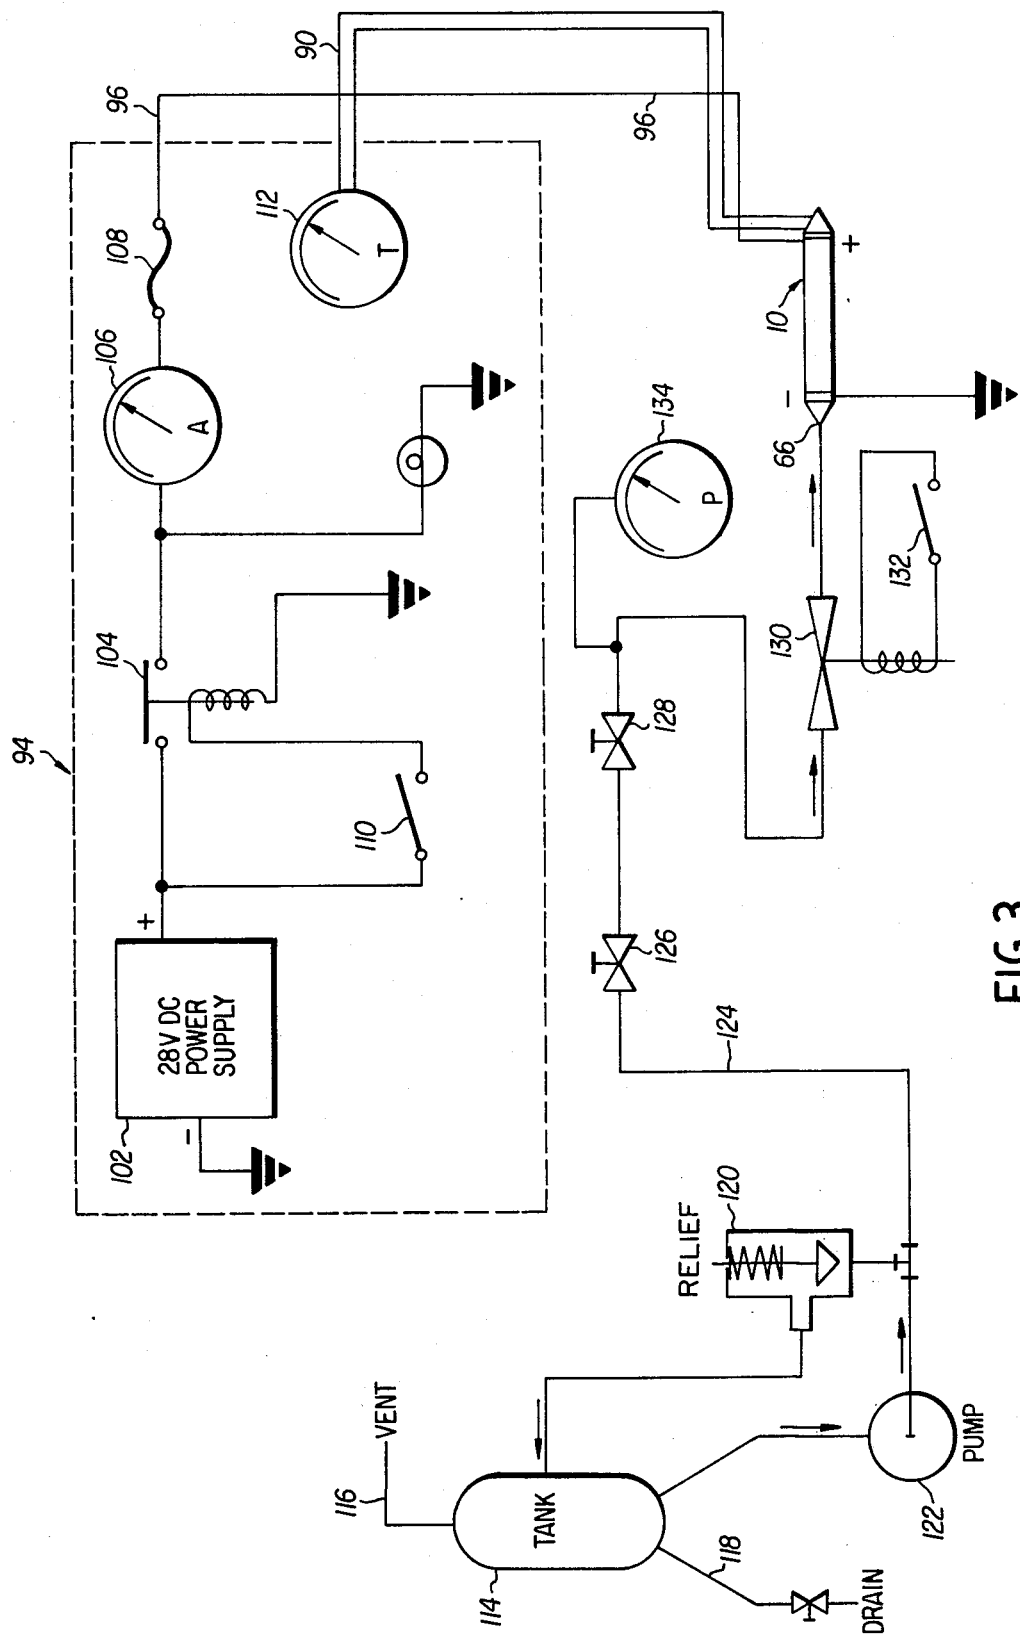 94
102
28V DC
POWER
SUPPLY
−
+
104
110
106
A
108
96
112
T
90
96
116
VENT
114
TANK
118
DRAIN
122
PUMP
RELIEF
120
124
126
128
134
P
130
132
66
10
−
+
FIG.3